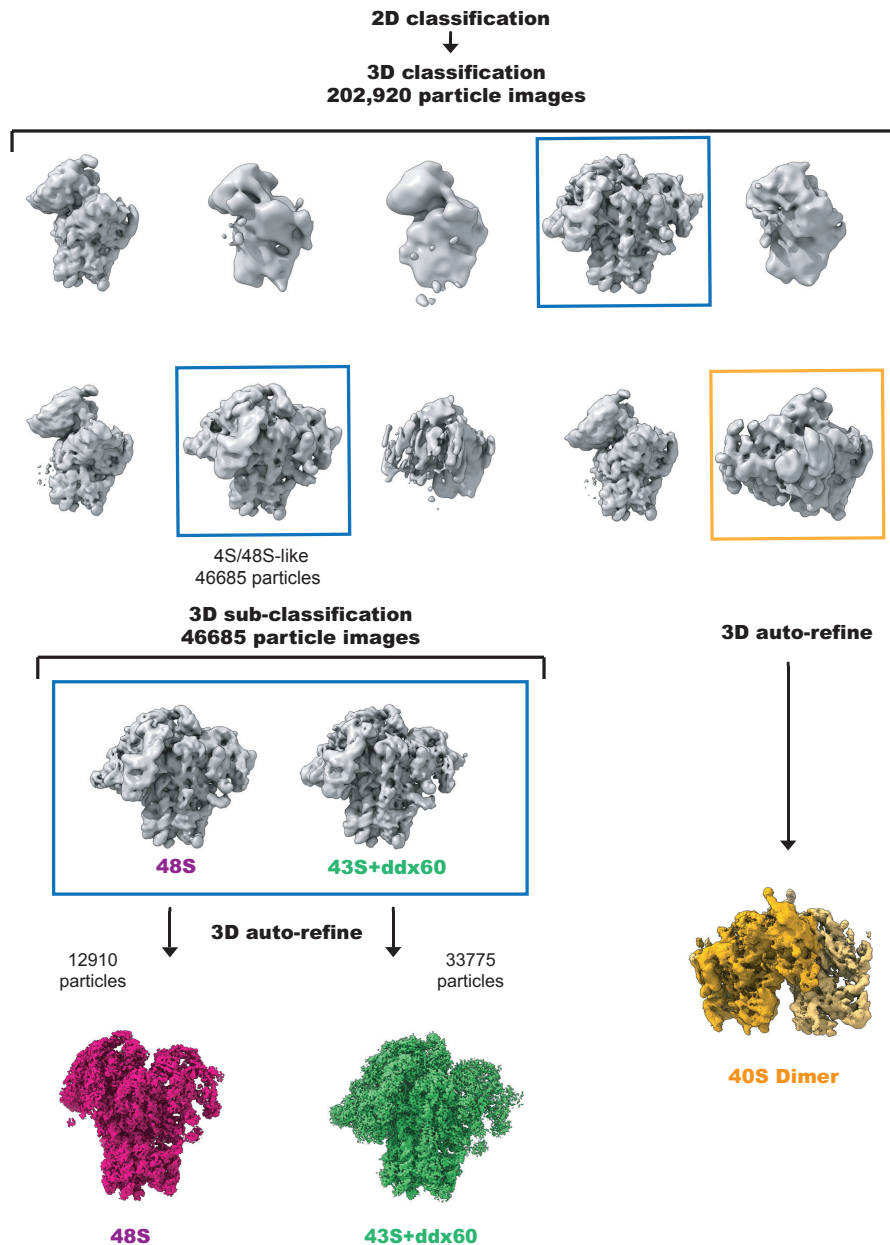 2D classification
3D classification
202,920 particle images
4S/48S-like
46685 particles
3D sub-classification
46685 particle images
3D auto-refine
48S
43S+ddx60
3D auto-refine
12910
particles
33775
particles
40S Dimer
48S
43S+ddx60